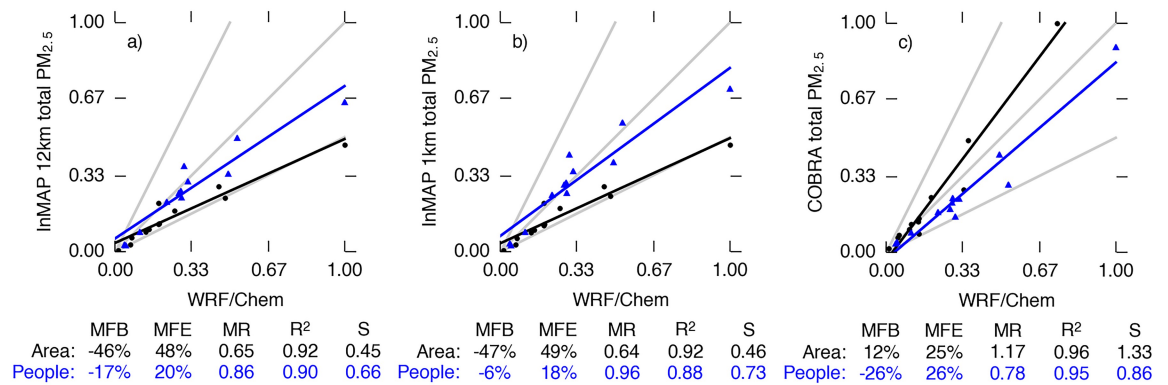 a)
InMAP 12km total PM2.5
1.00
0.67
0.33
0.00
0.00 0.33 0.67 1.00
WRF/Chem
MFB MFE MR R² S
Area: -46% 48% 0.65 0.92 0.45
People: -17% 20% 0.86 0.90 0.66
b)
InMAP 1km total PM2.5
1.00
0.67
0.33
0.00
0.00 0.33 0.67 1.00
WRF/Chem
MFB MFE MR R² S
Area: -47% 49% 0.64 0.92 0.46
People: -6% 18% 0.96 0.88 0.73
c)
COBRA total PM2.5
1.00
0.67
0.33
0.00
0.00 0.33 0.67 1.00
WRF/Chem
MFB MFE MR R² S
Area: 12% 25% 1.17 0.96 1.33
People: -26% 26% 0.78 0.95 0.86